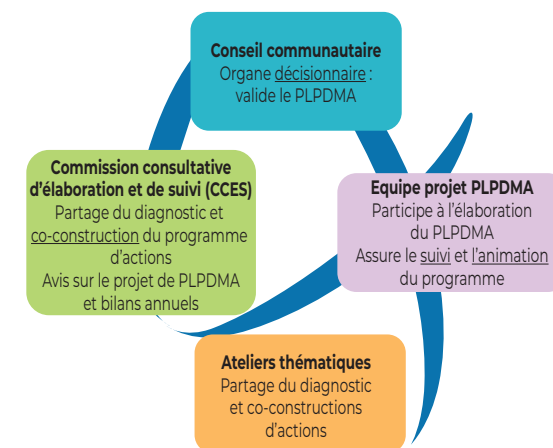 Conseil communautaire
Organe décisionnaire :
valide le PLPDMA
Commission consultative
d'élaboration et de suivi (CCES)
Partage du diagnostic et
co-construction du programme
d'actions
Avis sur le projet de PLPDMA
et bilans annuels
Equipe projet PLPDMA
Participe à l'élaboration
du PLPDMA
Assure le suivi et l'animation
du programme
Ateliers thématiques
Partage du diagnostic
et co-constructions
d'actions